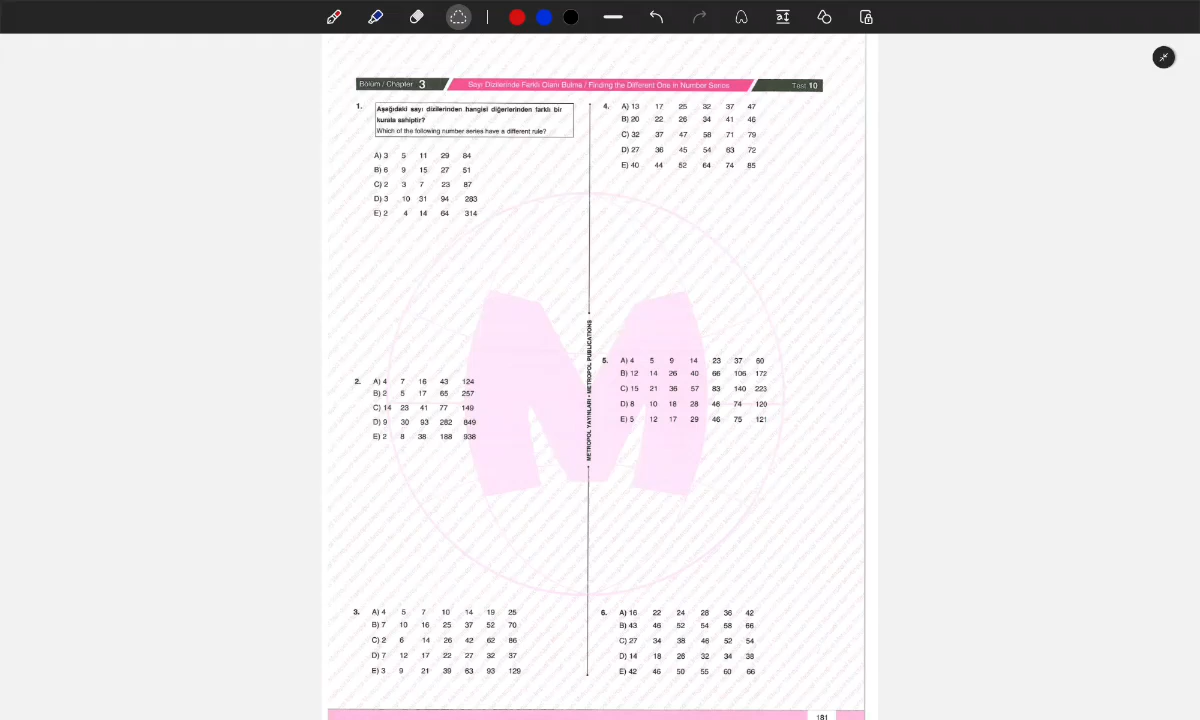 Bölüm / Chapter 3
Sayı Dizilerinde Farklı Olanı Bulma / Finding the Different One in Number Series
Test 10
1. Aşağıdaki sayı dizilerinden hangisi diğerlerinden farklı bir
kurala sahiptir?
Which of the following number series have a different rule?
A) 3 5 11 29 84
B) 6 9 15 27 51
C) 2 3 7 23 87
D) 3 10 31 94 283
E) 2 4 14 64 314
2. A) 4 7 16 43 124
B) 2 5 17 65 257
C) 14 23 41 77 149
D) 9 30 93 282 849
E) 2 8 38 188 938
3. A) 4 5 7 10 14 19 25
B) 7 10 16 25 37 52 70
C) 2 6 14 26 42 62 86
D) 7 12 17 22 27 32 37
E) 3 9 21 39 63 93 129
METROPOL YAYINLARI • METROPOL PUBLICATIONS
4. A) 13 17 25 32 37 47
B) 20 22 26 34 41 46
C) 32 37 47 58 71 79
D) 27 36 45 54 63 72
E) 40 44 52 64 74 85
5. A) 4 5 9 14 23 37 60
B) 12 14 26 40 66 106 172
C) 15 21 36 57 83 140 223
D) 8 10 18 28 46 74 120
E) 5 12 17 29 46 75 121
6. A) 16 22 24 28 36 42
B) 43 46 52 54 58 66
C) 27 34 38 46 52 54
D) 14 18 26 32 34 38
E) 42 46 50 55 60 66
181